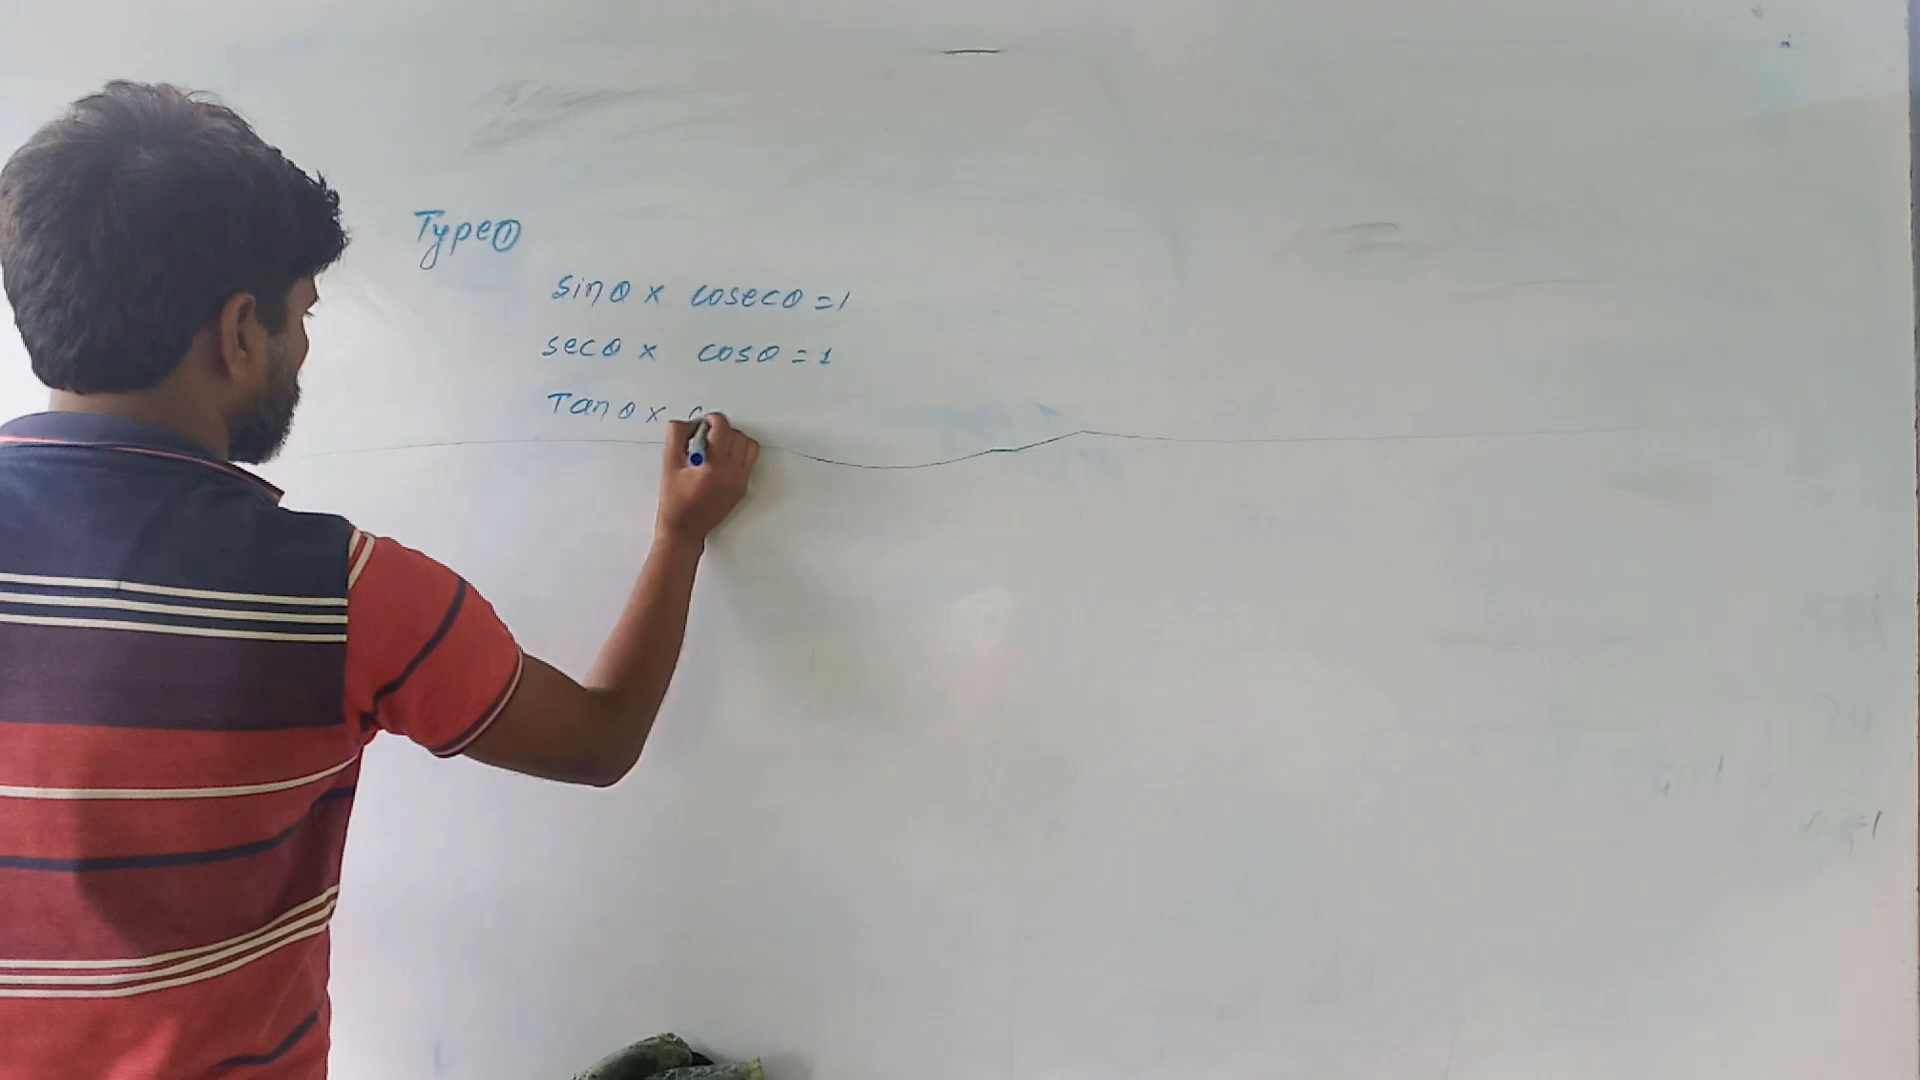 Type①
sinθ × cosecθ = 1
secθ × cosθ = 1
Tanθ ×